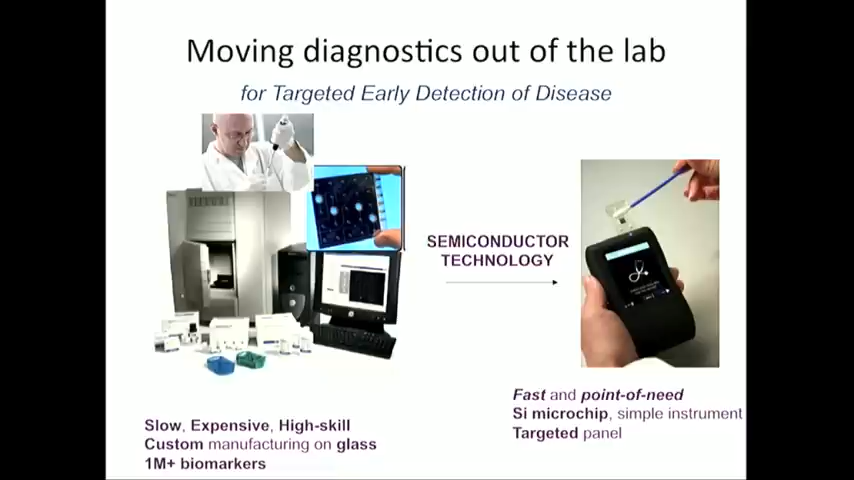 Moving diagnostics out of the lab
for Targeted Early Detection of Disease
SEMICONDUCTOR
TECHNOLOGY
Slow, Expensive, High-skill
Custom manufacturing on glass
1M+ biomarkers
Fast and point-of-need
Si microchip, simple instrument
Targeted panel